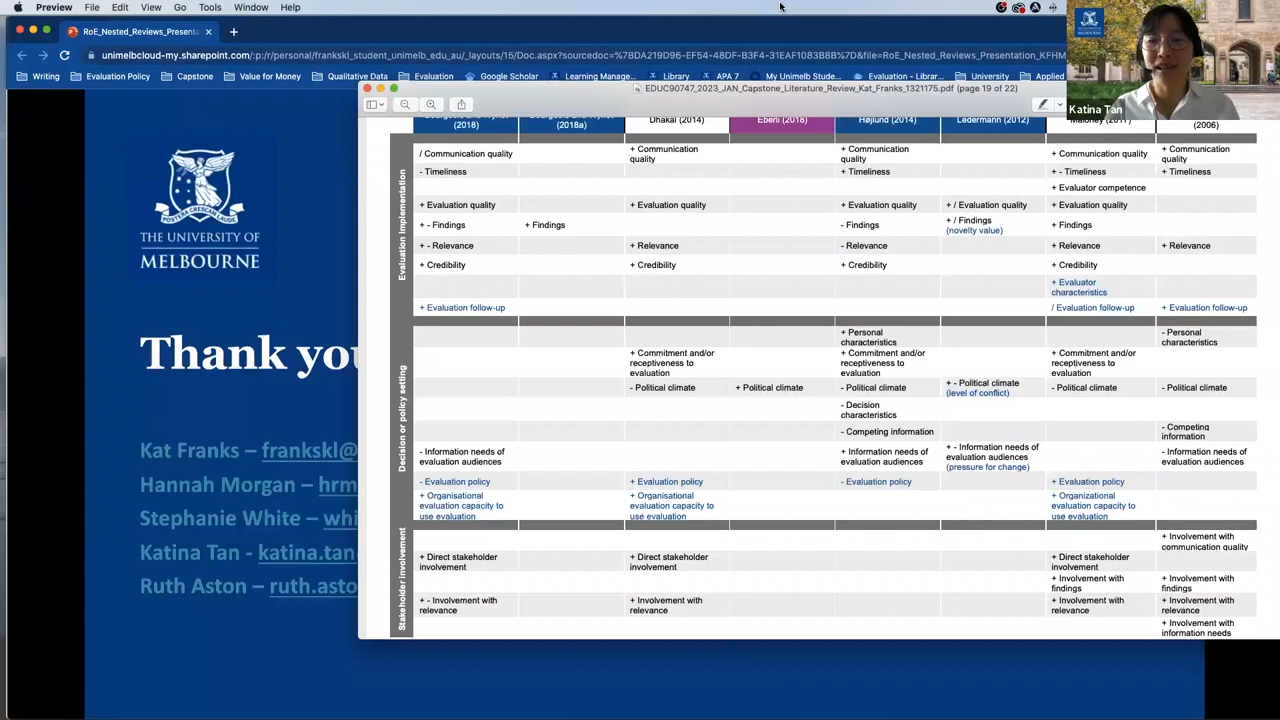 Preview File Edit View Go Tools Window Help
RoE_Nested_Reviews_Presenta
unimelbcloud-my.sharepoint.com/:p:/r/personal/frankskl_student_unimelb_edu_au/_layouts/15/Doc.aspx?sourcedoc=%7BDA219D96-EF54-48DF-B3F4-31EAF1083B8B%7D&file=RoE_Nested_Reviews_Presentation_KFHM
Writing Evaluation Policy Capstone Value for Money Qualitative Data Evaluation Google Scholar Learning Manage... Library APA 7 My Unimelb Stude... Evaluation - Librar... University Applied
EDUC90747_2023_JAN_Capstone_Literature_Review_Kat_Franks_1321175.pdf (page 19 of 22)
Katina Tan
(2018) (2018a) Dhakal (2014) Eberli (2018) Højlund (2014) Ledermann (2012) Maloney (2017) (2006)
Evaluation Implementation
/ Communication quality + Communication quality + Communication quality + Communication quality + Communication quality
- Timeliness + Timeliness + - Timeliness + Timeliness
+ Evaluator competence
+ Evaluation quality + Evaluation quality + Evaluation quality + / Evaluation quality + Evaluation quality
+ - Findings + Findings - Findings + / Findings (novelty value) + Findings
+ - Relevance + Relevance - Relevance + Relevance + Relevance
+ Credibility + Credibility + Credibility + Credibility
+ Evaluator characteristics
+ Evaluation follow-up / Evaluation follow-up + Evaluation follow-up
Decision or policy setting
+ Personal characteristics - Personal characteristics
+ Commitment and/or receptiveness to evaluation + Commitment and/or receptiveness to evaluation + Commitment and/or receptiveness to evaluation
- Political climate + Political climate - Political climate + - Political climate (level of conflict) - Political climate - Political climate
- Decision characteristics
- Competing information - Competing information
- Information needs of evaluation audiences + Information needs of evaluation audiences + - Information needs of evaluation audiences (pressure for change) - Information needs of evaluation audiences
- Evaluation policy + Evaluation policy - Evaluation policy + Evaluation policy
+ Organisational evaluation capacity to use evaluation + Organisational evaluation capacity to use evaluation + Organizational evaluation capacity to use evaluation
Stakeholder involvement
+ Involvement with communication quality
+ Direct stakeholder involvement + Direct stakeholder involvement + Direct stakeholder involvement
+ Involvement with findings + Involvement with findings
+ - Involvement with relevance + Involvement with relevance + Involvement with relevance + Involvement with relevance
+ Involvement with information needs
POSTERA CRESCAM LAUDE
THE UNIVERSITY OF
MELBOURNE
Thank you
Kat Franks – frankskl@
Hannah Morgan – hrm
Stephanie White – whi
Katina Tan - katina.tan
Ruth Aston – ruth.asto